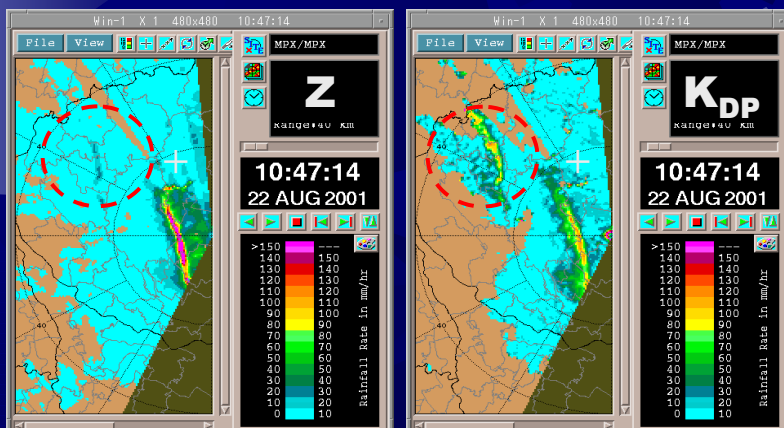 Win-1 X 1 480x480 10:47:14
File View
SITE
MPX/MPX
Z
Range:40 Km
40
40
10:47:14
22 AUG 2001
>150 ---
140 150
130 140
120 130
110 120
100 110
90 100
80 90
70 80
60 70
50 60
40 50
30 40
20 30
10 20
0 10
Rainfall Rate in mm/hr
Win-1 X 1 480x480 10:47:14
File View
SITE
MPX/MPX
KDP
Range:40 Km
40
40
10:47:14
22 AUG 2001
>150 ---
140 150
130 140
120 130
110 120
100 110
90 100
80 90
70 80
60 70
50 60
40 50
30 40
20 30
10 20
0 10
Rainfall Rate in mm/hr